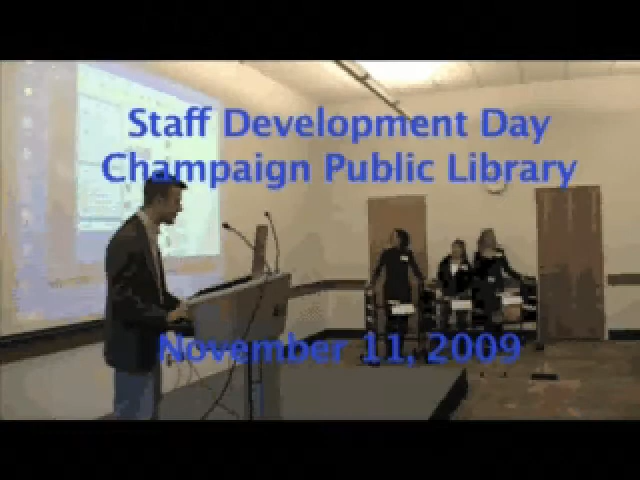 Staff Development Day
Champaign Public Library
November 11, 2009